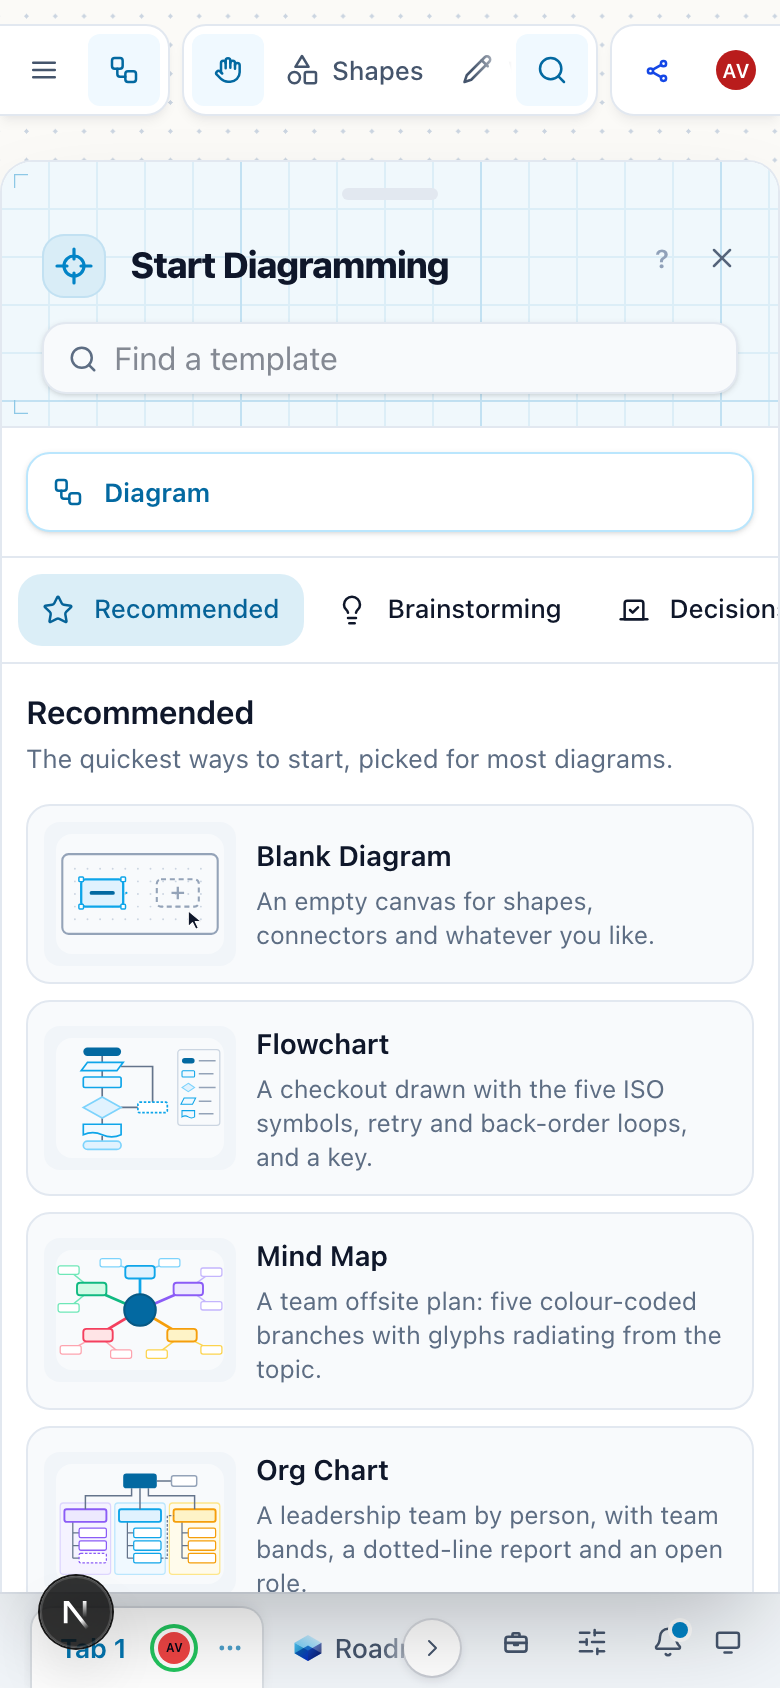 Shapes
AV
Start Diagramming
?
Find a template
Diagram
Recommended
Brainstorming
Decision
Recommended
The quickest ways to start, picked for most diagrams.
Blank Diagram
An empty canvas for shapes,
connectors and whatever you like.
Flowchart
A checkout drawn with the five ISO
symbols, retry and back-order loops,
and a key.
Mind Map
A team offsite plan: five colour-coded
branches with glyphs radiating from the
topic.
Org Chart
A leadership team by person, with team
bands, a dotted-line report and an open
role.
N
Tab 1
AV
Road